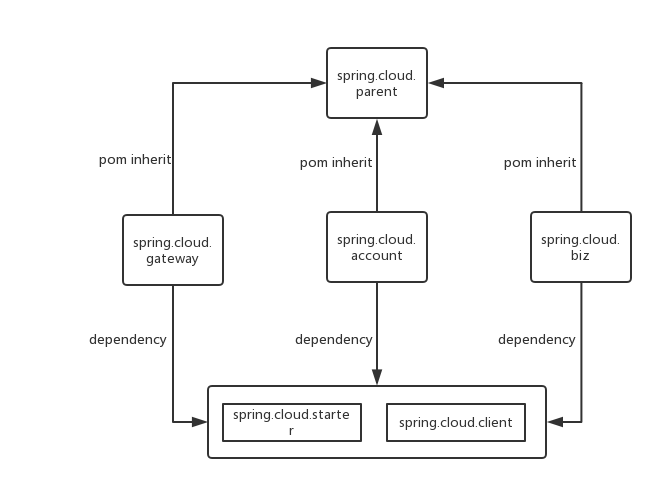 spring.cloud.
parent
pom inherit
pom inherit
pom inherit
spring.cloud.
gateway
spring.cloud.
account
spring.cloud.
biz
dependency
dependency
dependency
spring.cloud.starte
r
spring.cloud.client